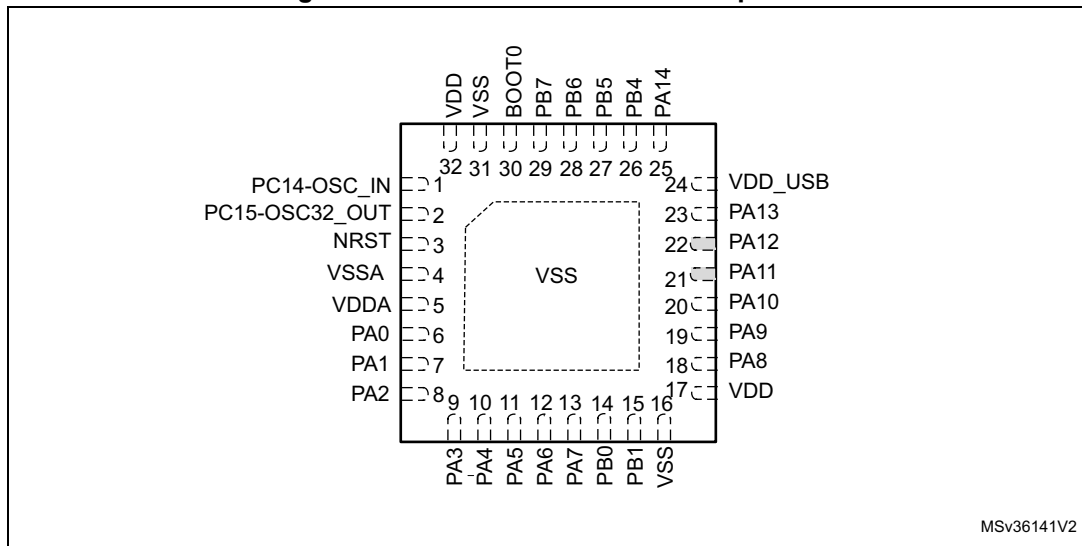 VDD
VSS
BOOT0
PB7
PB6
PB5
PB4
PA14
32 31 30 29 28 27 26 25
PC14-OSC_IN 1
PC15-OSC32_OUT 2
NRST 3
VSSA 4
VDDA 5
PA0 6
PA1 7
PA2 8
VSS
24 VDD_USB
23 PA13
22 PA12
21 PA11
20 PA10
19 PA9
18 PA8
17 VDD
9 10 11 12 13 14 15 16
PA3
PA4
PA5
PA6
PA7
PB0
PB1
VSS
MSv36141V2